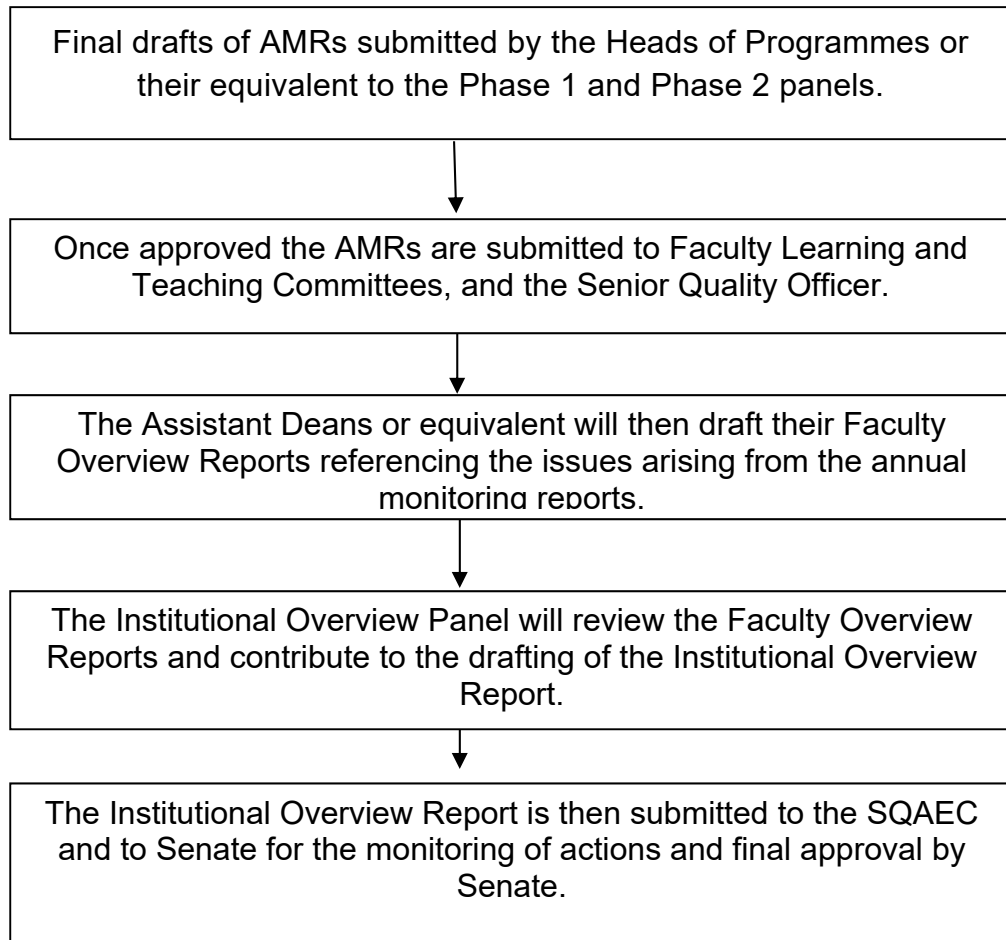 Final drafts of AMRs submitted by the Heads of Programmes or
their equivalent to the Phase 1 and Phase 2 panels.
Once approved the AMRs are submitted to Faculty Learning and
Teaching Committees, and the Senior Quality Officer.
The Assistant Deans or equivalent will then draft their Faculty
Overview Reports referencing the issues arising from the annual
monitoring reports.
The Institutional Overview Panel will review the Faculty Overview
Reports and contribute to the drafting of the Institutional Overview
Report.
The Institutional Overview Report is then submitted to the SQAEC
and to Senate for the monitoring of actions and final approval by
Senate.